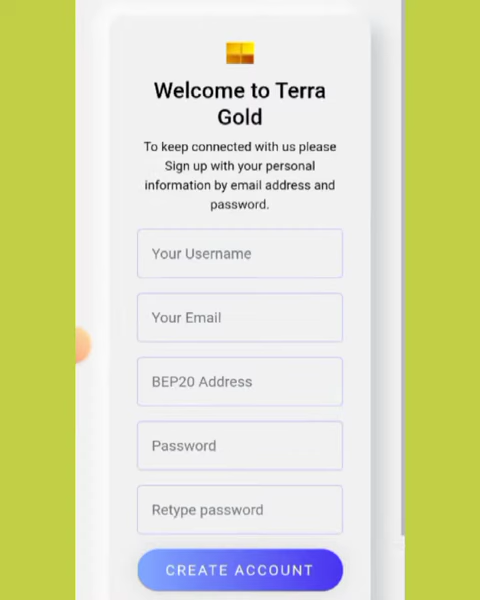 Welcome to Terra
Gold
To keep connected with us please
Sign up with your personal
information by email address and
password.
Your Username
Your Email
BEP20 Address
Password
Retype password
CREATE ACCOUNT